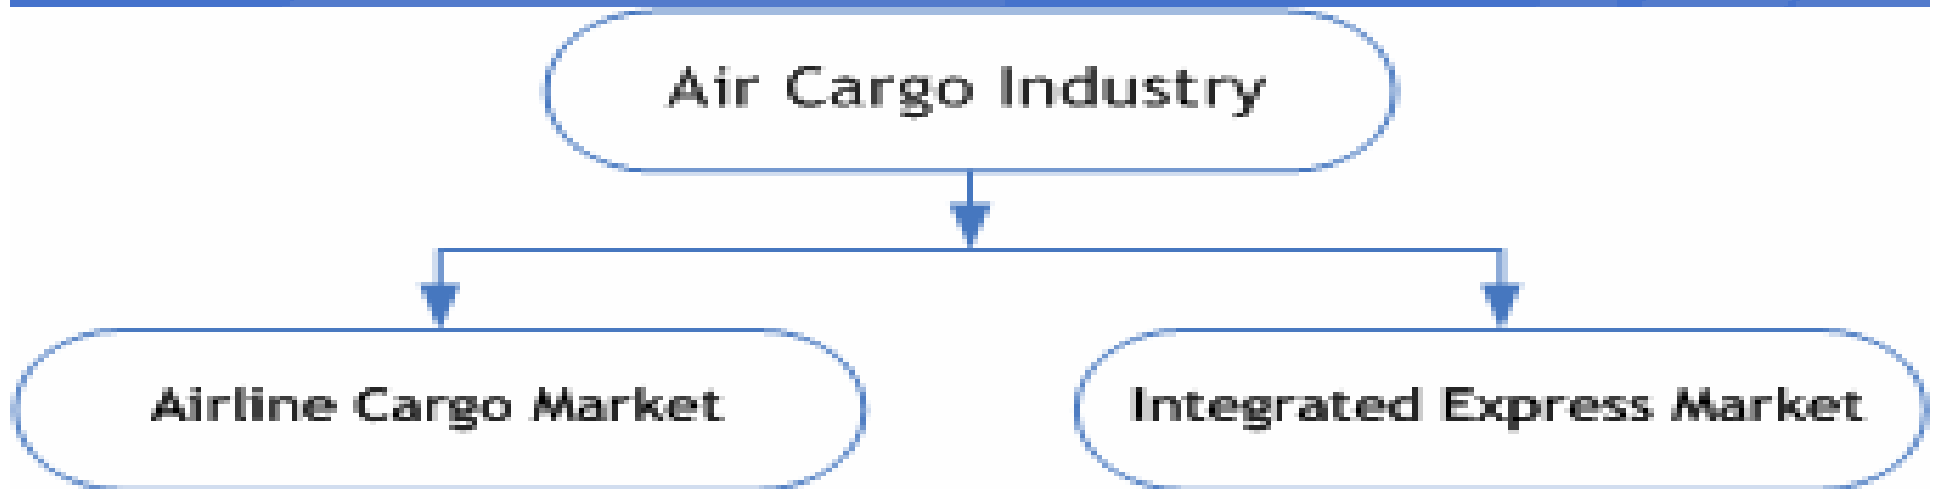 Air Cargo Industry
Airline Cargo Market
Integrated Express Market